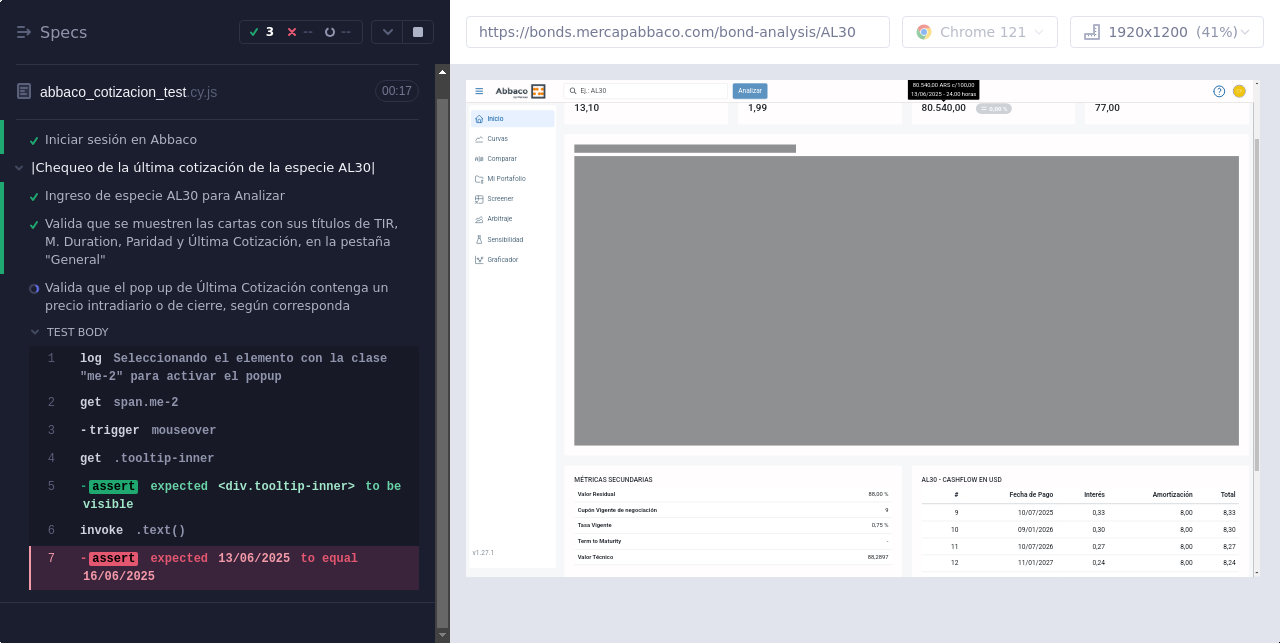 Specs
3
--
--
abbaco_cotizacion_test.cy.js
00:17
Iniciar sesión en Abbaco
|Chequeo de la última cotización de la especie AL30|
Ingreso de especie AL30 para Analizar
Valida que se muestren las cartas con sus títulos de TIR,
M. Duration, Paridad y Última Cotización, en la pestaña
"General"
Valida que el pop up de Última Cotización contenga un
precio intradiario o de cierre, según corresponda
TEST BODY
1 log Seleccionando el elemento con la clase
"me-2" para activar el popup
2 get span.me-2
3 -trigger mouseover
4 get .tooltip-inner
5 -assert expected <div.tooltip-inner> to be
visible
6 invoke .text()
7 -assert expected 13/06/2025 to equal
16/06/2025
https://bonds.mercapabbaco.com/bond-analysis/AL30
Chrome 121
1920x1200 (41%)
Abbaco
Ej.: AL30
Analizar
80.540,00 ARS c/100,00
13/06/2025 - 24,00 horas
13,10
1,99
80.540,00
= 0,00 %
77,00
Inicio
Curvas
Comparar
Mi Portafolio
Screener
Arbitraje
Sensibilidad
Graficador
v1.27.1
MÉTRICAS SECUNDARIAS
Valor Residual 88,00 %
Cupón Vigente de negociación 9
Tasa Vigente 0,75 %
Term to Maturity -
Valor Técnico 88,2897
AL30 - CASHFLOW EN USD
# Fecha de Pago Interés Amortización Total
9 10/07/2025 0,33 8,00 8,33
10 09/01/2026 0,30 8,00 8,30
11 10/07/2026 0,27 8,00 8,27
12 11/01/2027 0,24 8,00 8,24